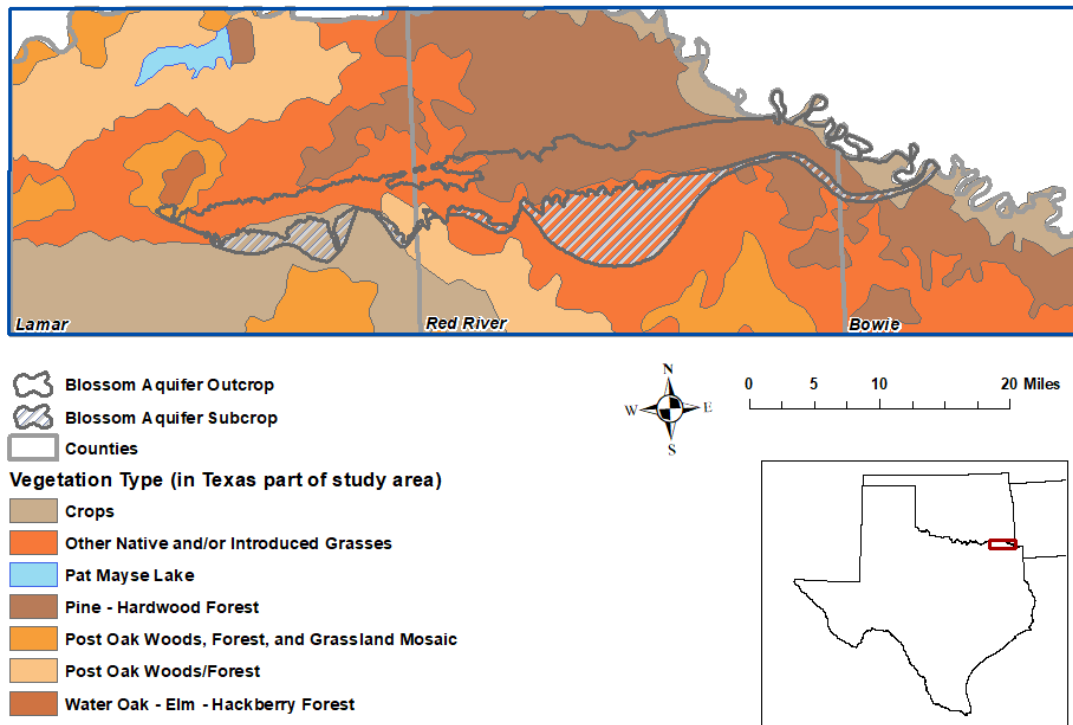 Lamar
Red River
Bowie
Blossom Aquifer Outcrop
Blossom Aquifer Subcrop
Counties
Vegetation Type (in Texas part of study area)
Crops
Other Native and/or Introduced Grasses
Pat Mayse Lake
Pine - Hardwood Forest
Post Oak Woods, Forest, and Grassland Mosaic
Post Oak Woods/Forest
Water Oak - Elm - Hackberry Forest
N
W E
S
0 5 10 20 Miles